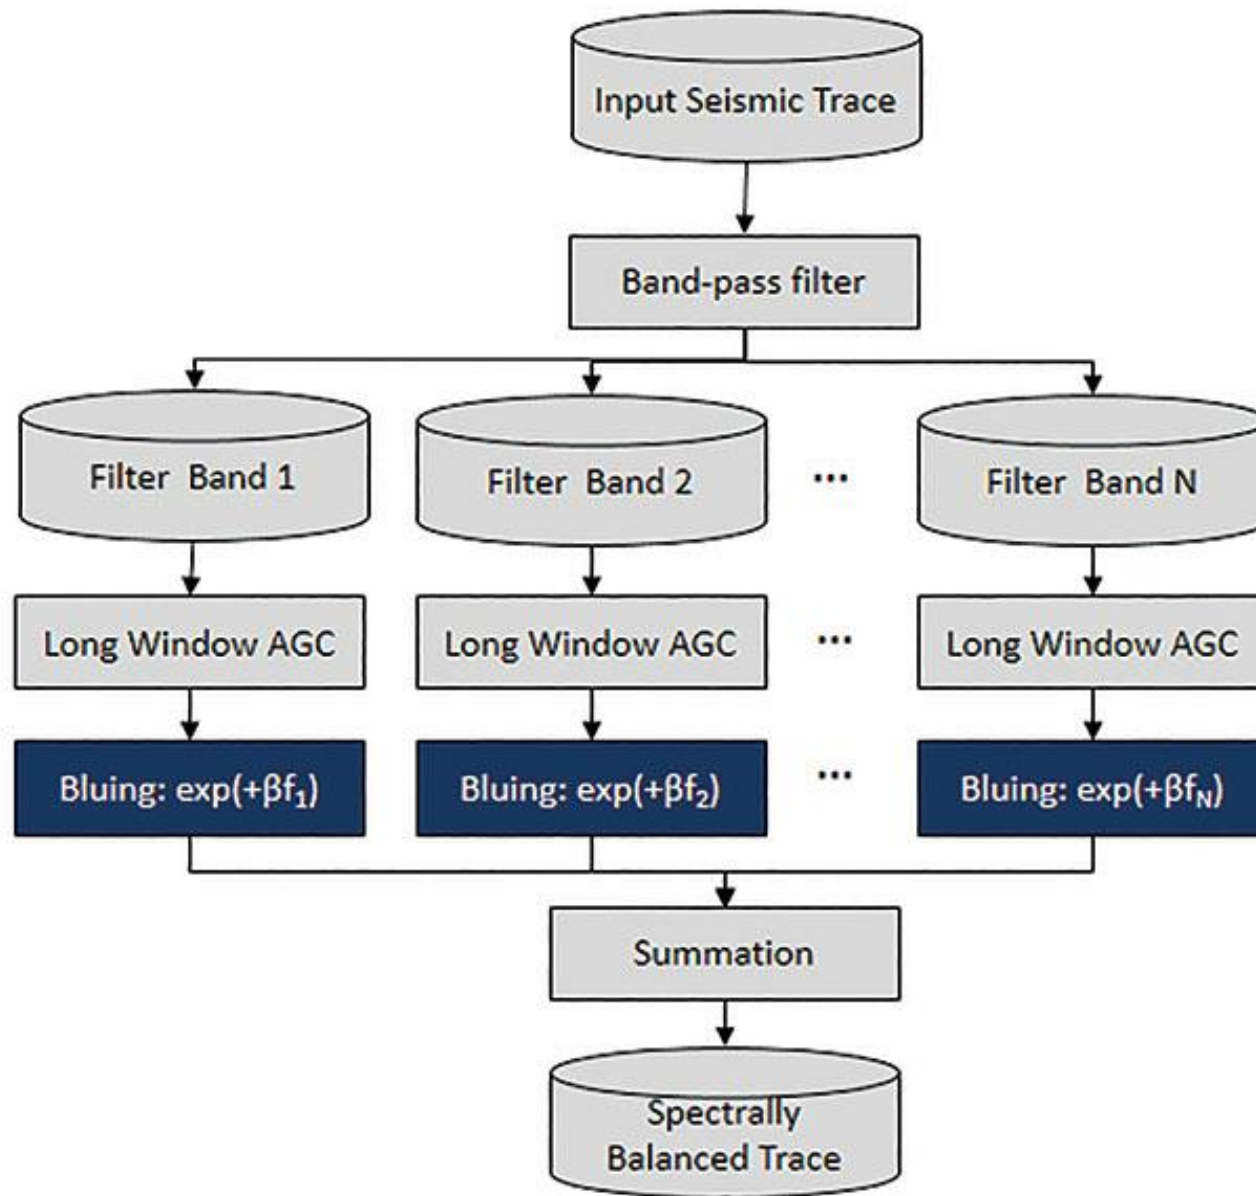 Input Seismic Trace
Band-pass filter
Filter Band 1
Filter Band 2
...
Filter Band N
Long Window AGC
Long Window AGC
...
Long Window AGC
Bluing: exp(+βf₁)
Bluing: exp(+βf₂)
...
Bluing: exp(+βf_N)
Summation
Spectrally
Balanced Trace